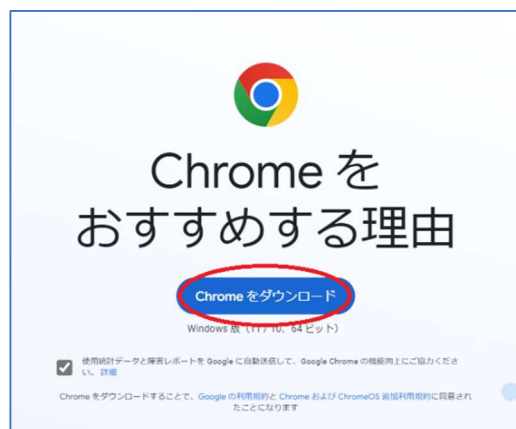 Chrome を
おすすめする理由
Chrome をダウンロード
Windows 版（11 / 10、64 ビット）
使用統計データと障害レポートを Google に自動送信して、Google Chrome の機能向上にご協力くださ
い。詳細
Chrome をダウンロードすることで、Google の利用規約と Chrome および ChromeOS 追加利用規約に同意され
たことになります